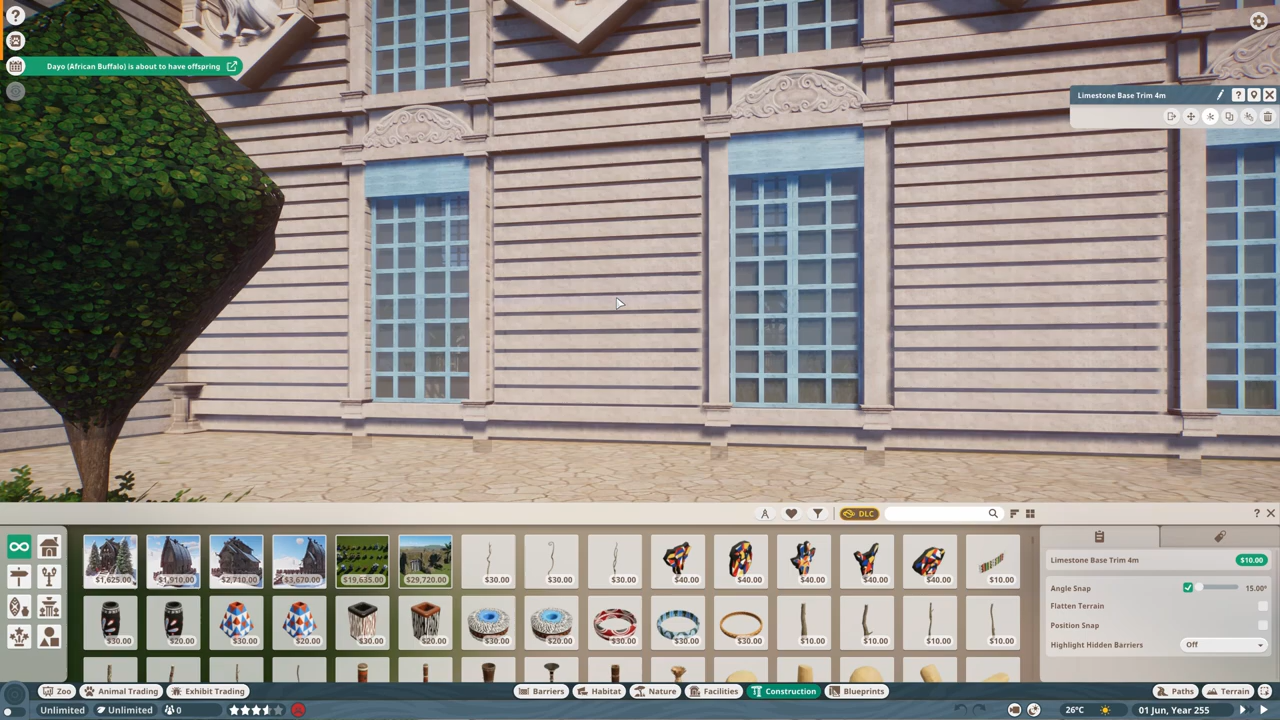 Dayo (African Buffalo) is about to have offspring
Limestone Base Trim 4m
?
DLC
$1,625.00 $1,910.00 $2,710.00 $3,670.00 $19,635.00 $29,720.00 $30.00 $30.00 $30.00 $40.00 $40.00 $40.00 $40.00 $40.00 $10.00
$30.00 $20.00 $30.00 $20.00 $30.00 $20.00 $30.00 $20.00 $30.00 $20.00 $30.00 $10.00 $10.00 $10.00 $10.00
Limestone Base Trim 4m $10.00
Angle Snap 15.00°
Flatten Terrain
Position Snap
Highlight Hidden Barriers Off
Zoo Animal Trading Exhibit Trading Barriers Habitat Nature Facilities Construction Blueprints Paths Terrain
Unlimited Unlimited 0 26°C 01 Jun, Year 255